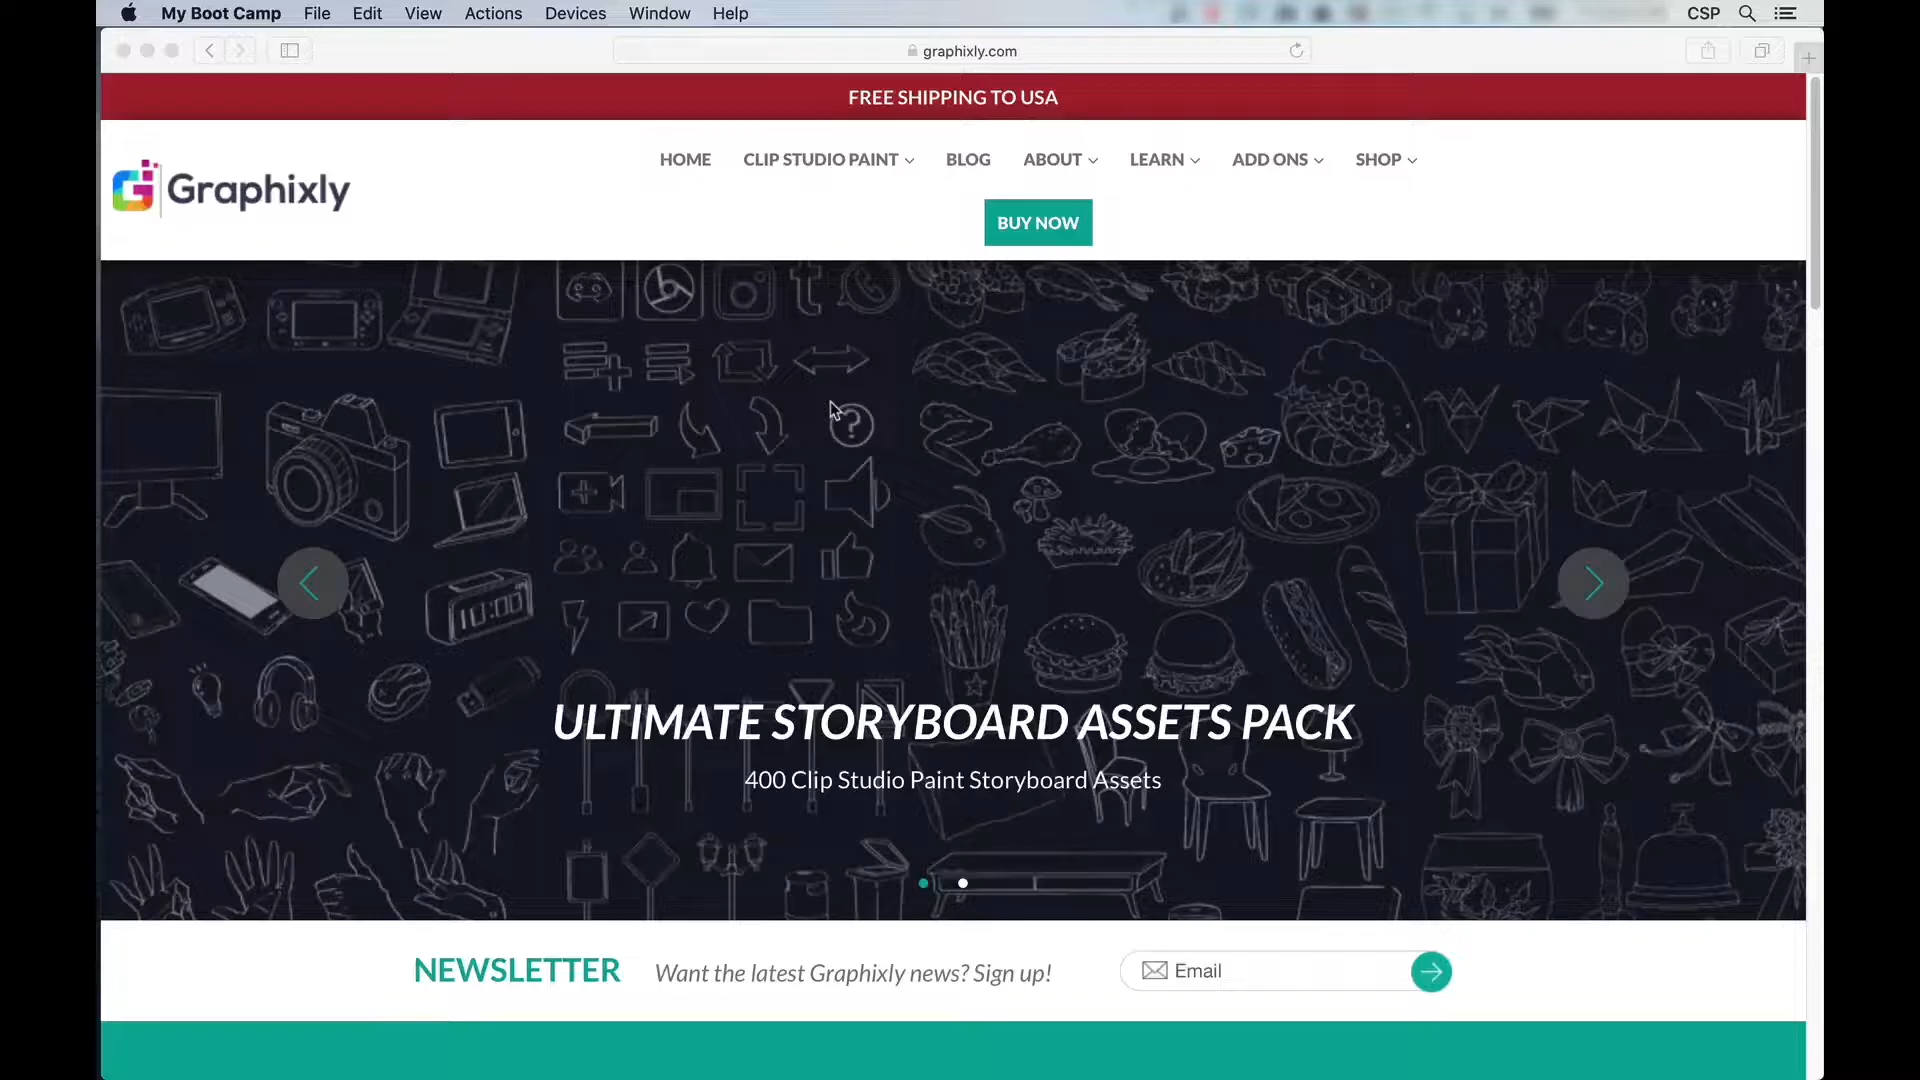 My Boot Camp File Edit View Actions Devices Window Help CSP
graphixly.com
FREE SHIPPING TO USA
Graphixly
HOME CLIP STUDIO PAINT BLOG ABOUT LEARN ADD ONS SHOP
BUY NOW
ULTIMATE STORYBOARD ASSETS PACK
400 Clip Studio Paint Storyboard Assets
NEWSLETTER Want the latest Graphixly news? Sign up! Email